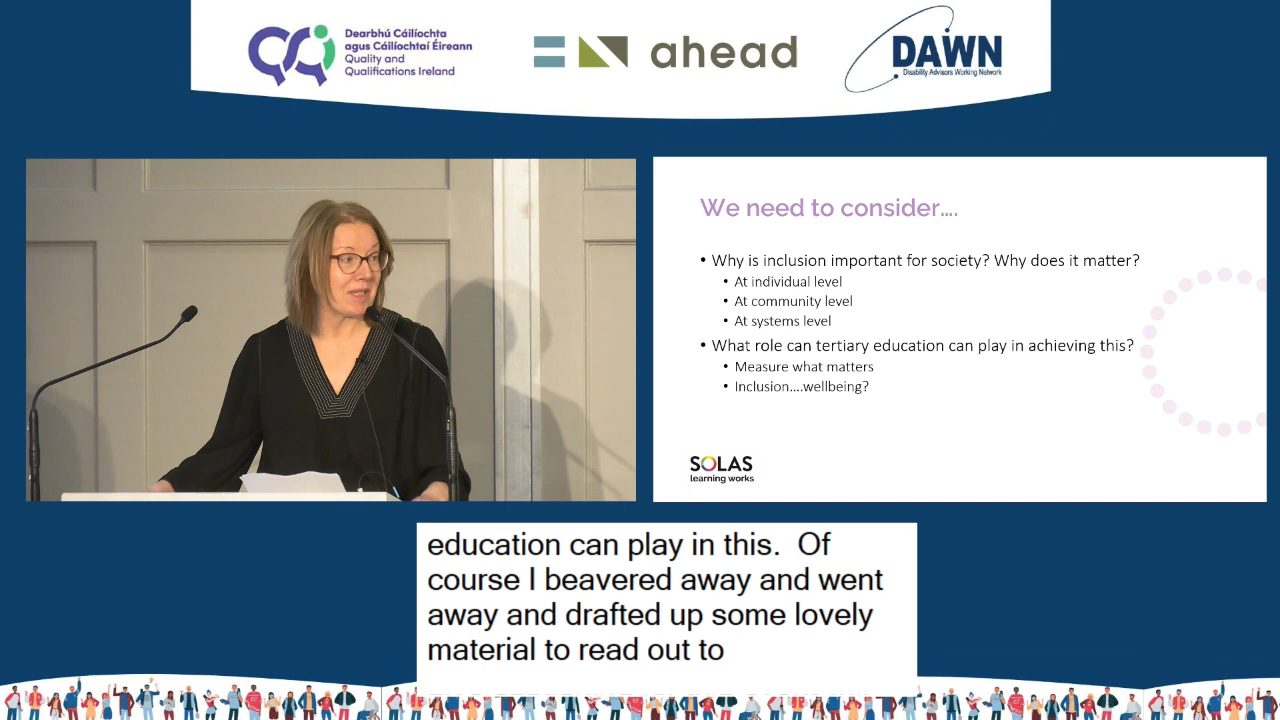 Dearbhú Cáilíochta
agus Cáilíochtaí Éireann
Quality and
Qualifications Ireland
ahead
DAWN
Disability Advisors Working Network
We need to consider....
• Why is inclusion important for society? Why does it matter?
• At individual level
• At community level
• At systems level
• What role can tertiary education can play in achieving this?
• Measure what matters
• Inclusion....wellbeing?
SOLAS
learning works
education can play in this.  Of
course I beavered away and went
away and drafted up some lovely
material to read out to